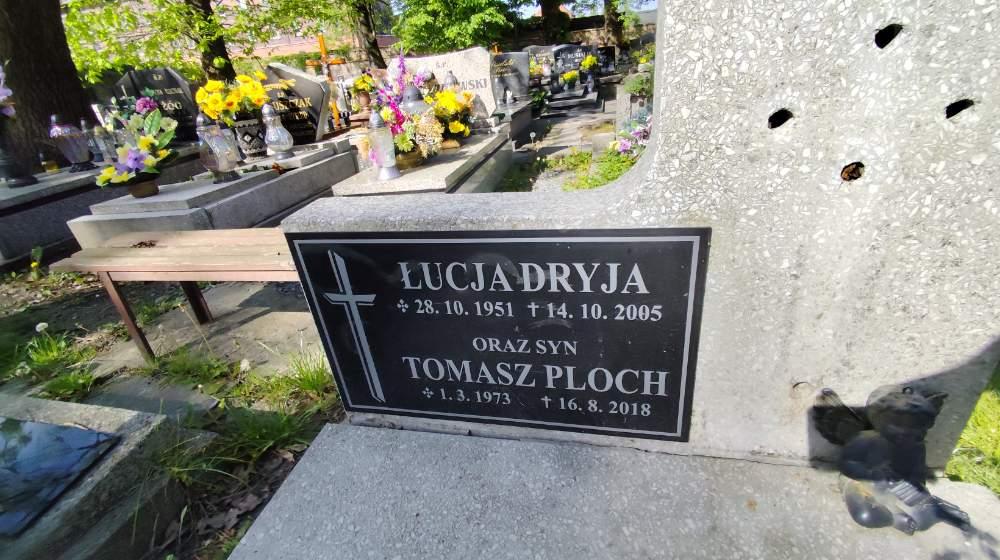 ŁUCJA DRYJA
✣ 28. 10. 1951 † 14. 10. 2005
ORAZ SYN
TOMASZ PLOCH
✣ 1. 3. 1973 † 16. 8. 2018